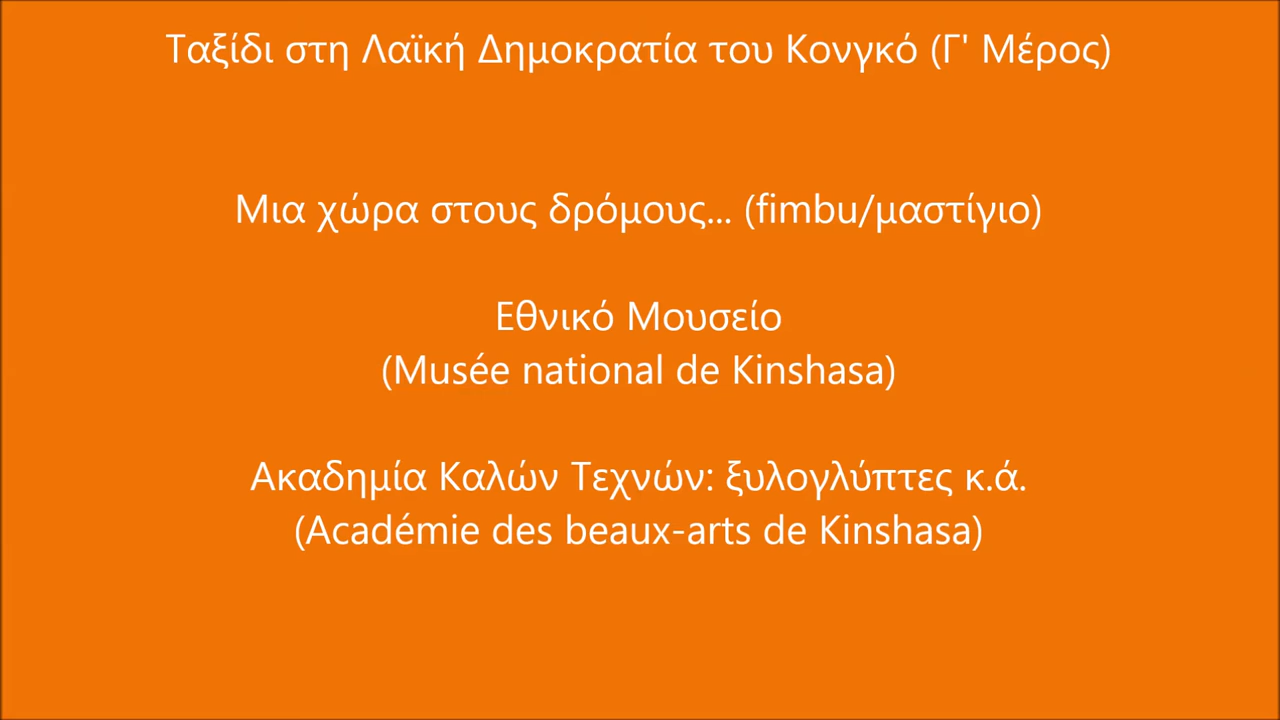 Ταξίδι στη Λαϊκή Δημοκρατία του Κονγκό (Γ' Μέρος)
Μια χώρα στους δρόμους... (fimbu/μαστίγιο)
Εθνικό Μουσείο
(Musée national de Kinshasa)
Ακαδημία Καλών Τεχνών: ξυλογλύπτες κ.ά.
(Académie des beaux-arts de Kinshasa)